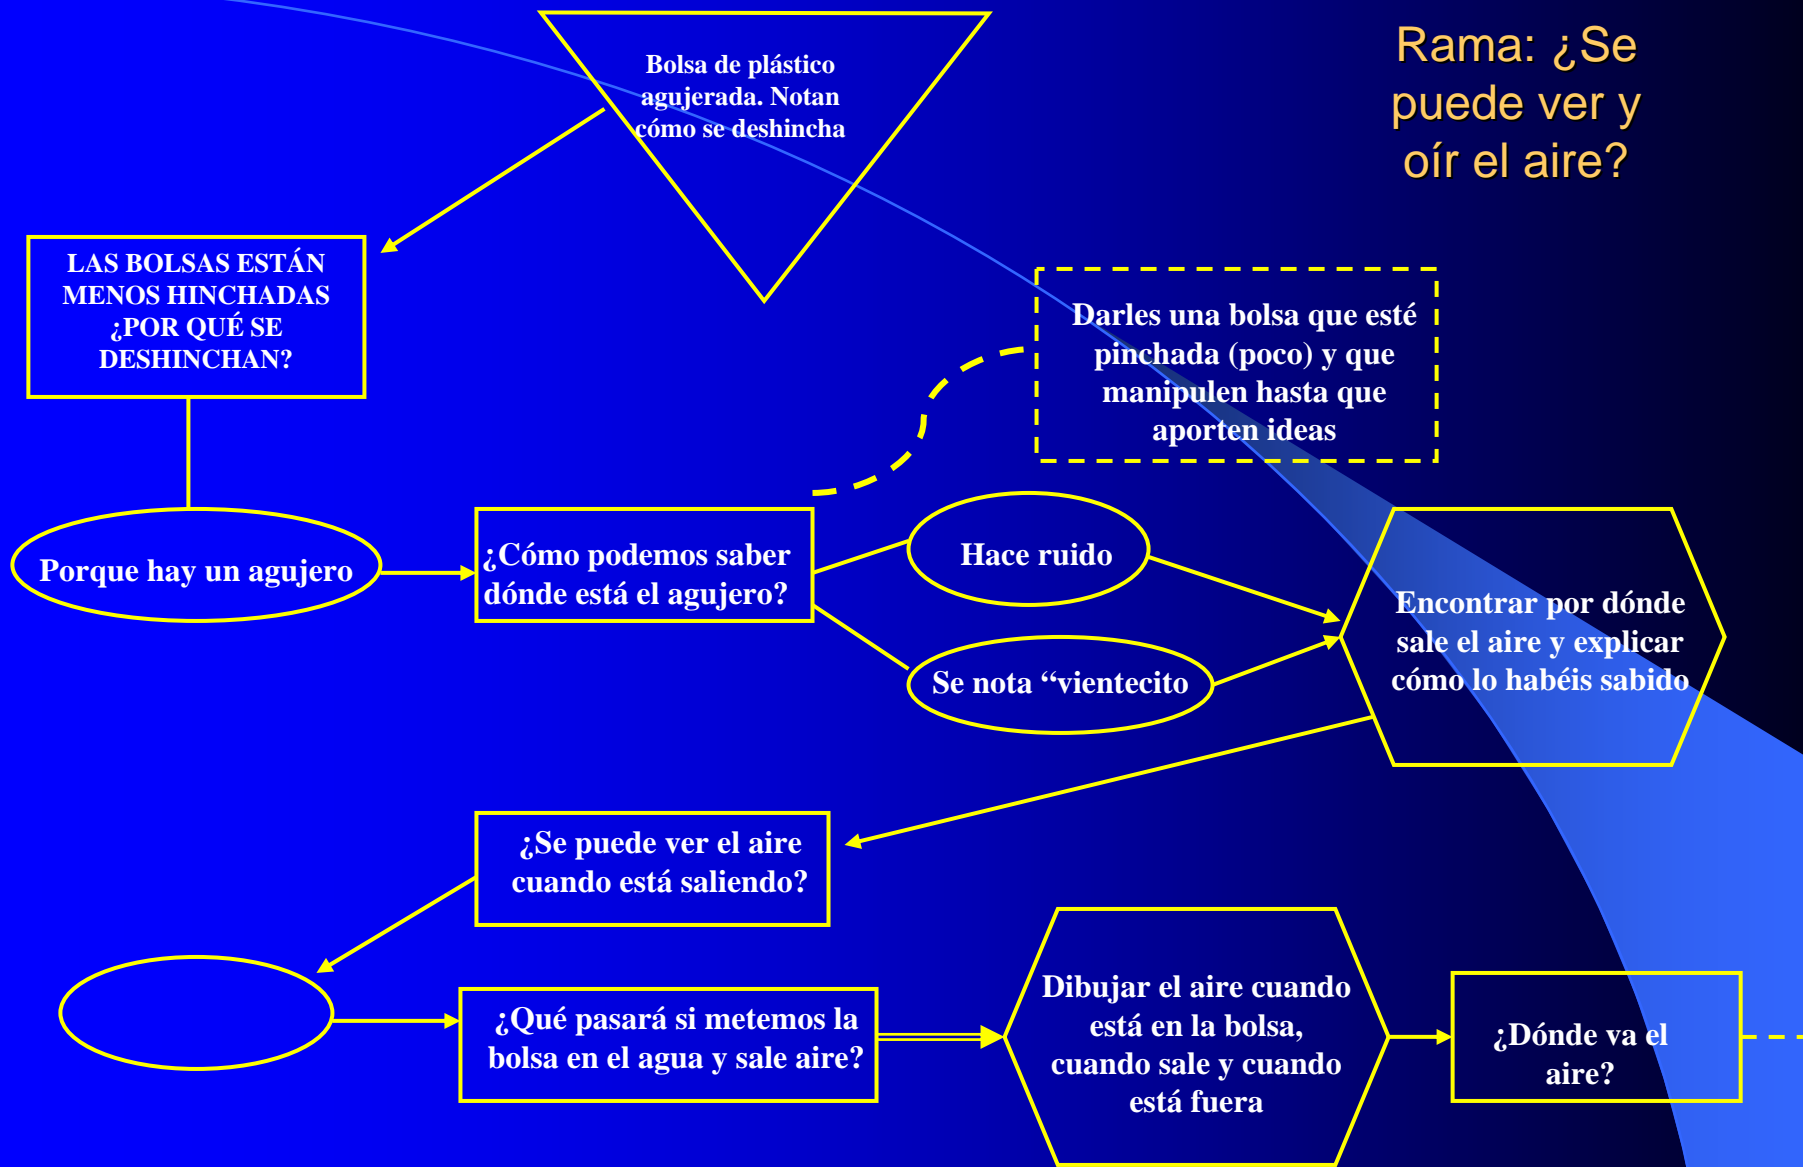 Rama: ¿Se
puede ver y
oír el aire?
Bolsa de plástico
agujerada. Notan
cómo se deshincha
LAS BOLSAS ESTÁN
MENOS HINCHADAS
¿POR QUÉ SE
DESHINCHAN?
Darles una bolsa que esté
pinchada (poco) y que
manipulen hasta que
aporten ideas
Porque hay un agujero
¿Cómo podemos saber
dónde está el agujero?
Hace ruido
Se nota “vientecito
Encontrar por dónde
sale el aire y explicar
cómo lo habéis sabido
¿Se puede ver el aire
cuando está saliendo?
¿Qué pasará si metemos la
bolsa en el agua y sale aire?
Dibujar el aire cuando
está en la bolsa,
cuando sale y cuando
está fuera
¿Dónde va el
aire?